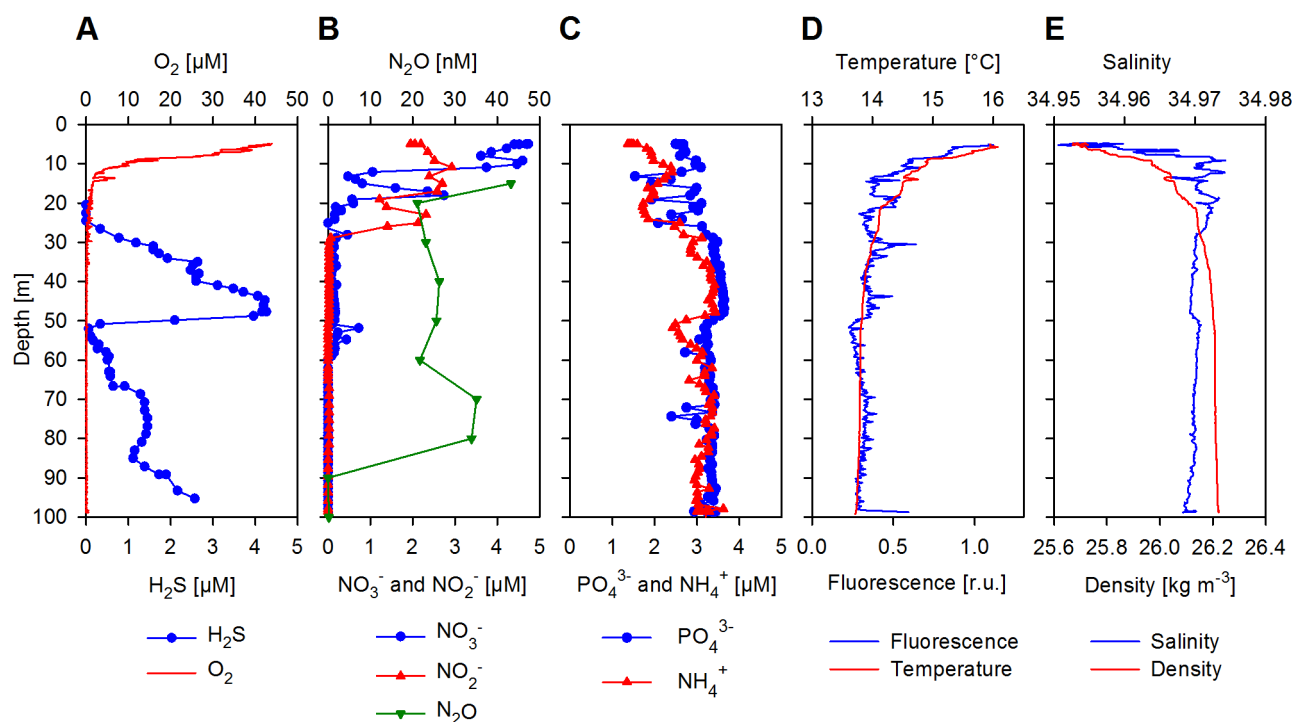 A B C D E
O₂ [µM] N₂O [nM] Temperature [°C] Salinity
0 10 20 30 40 50 0 10 20 30 40 50 13 14 15 16 34.95 34.96 34.97 34.98
Depth [m]
0
10
20
30
40
50
60
70
80
90
100
0 1 2 3 4 5 0 1 2 3 4 5 0 1 2 3 4 5 0.0 0.5 1.0 25.6 25.8 26.0 26.2 26.4
H₂S [µM] NO₃⁻ and NO₂⁻ [µM] PO₄³⁻ and NH₄⁺ [µM] Fluorescence [r.u.] Density [kg m⁻³]
H₂S NO₃⁻ PO₄³⁻ Fluorescence Salinity
O₂ NO₂⁻ NH₄⁺ Temperature Density
N₂O